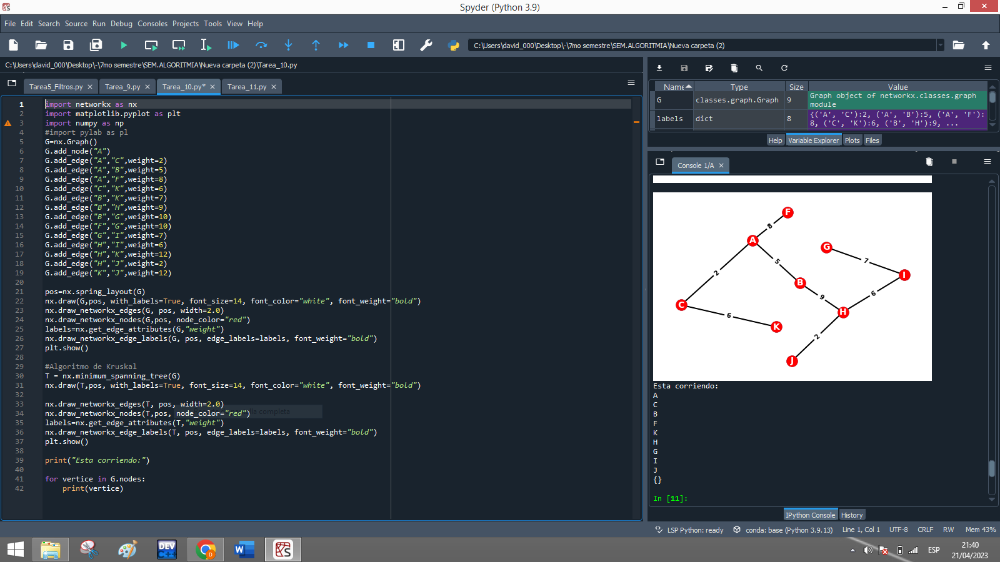 Spyder (Python 3.9)
File Edit Search Source Run Debug Consoles Projects Tools View Help
C:\Users\david_000\Desktop\-\7mo semestre\SEM.ALGORITMIA\Nueva carpeta (2)
C:\Users\david_000\Desktop\-\7mo semestre\SEM.ALGORITMIA\Nueva carpeta (2)\Tarea_10.py
Tarea5_Filtros.py Tarea_9.py Tarea_10.py* Tarea_11.py
1 import networkx as nx
2 import matplotlib.pyplot as plt
3 import numpy as np
4 #import pylab as pl
5 G=nx.Graph()
6 G.add_node("A")
7 G.add_edge("A","C",weight=2)
8 G.add_edge("A","B",weight=5)
9 G.add_edge("A","F",weight=8)
10 G.add_edge("C","K",weight=6)
11 G.add_edge("B","K",weight=7)
12 G.add_edge("B","H",weight=9)
13 G.add_edge("B","G",weight=10)
14 G.add_edge("F","G",weight=10)
15 G.add_edge("G","I",weight=7)
16 G.add_edge("H","I",weight=6)
17 G.add_edge("H","K",weight=12)
18 G.add_edge("H","J",weight=2)
19 G.add_edge("K","J",weight=12)
20
21 pos=nx.spring_layout(G)
22 nx.draw(G,pos, with_labels=True, font_size=14, font_color="white", font_weight="bold")
23 nx.draw_networkx_edges(G, pos, width=2.0)
24 nx.draw_networkx_nodes(G,pos, node_color="red")
25 labels=nx.get_edge_attributes(G,"weight")
26 nx.draw_networkx_edge_labels(G, pos, edge_labels=labels, font_weight="bold")
27 plt.show()
28
29 #Algoritmo de Kruskal
30 T = nx.minimum_spanning_tree(G)
31 nx.draw(T,pos, with_labels=True, font_size=14, font_color="white", font_weight="bold")
32
33 nx.draw_networkx_edges(T, pos, width=2.0)
34 nx.draw_networkx_nodes(T,pos, node_color="red") completa
35 labels=nx.get_edge_attributes(T,"weight")
36 nx.draw_networkx_edge_labels(T, pos, edge_labels=labels, font_weight="bold")
37 plt.show()
38
39 print("Esta corriendo:")
40
41 for vertice in G.nodes:
42 print(vertice)
Name Type Size Value
G classes.graph.Graph 9 Graph object of networkx.classes.graph
module
labels dict 8 {('A', 'C'):2, ('A', 'B'):5, ('A', 'F'):
8, ('C', 'K'):6, ('B', 'H'):9, ...
Help Variable Explorer Plots Files
Console 1/A
F
8
A
G
5
7
2
I
B
6
9
C
H
6
K
2
J
Esta corriendo:
A
C
B
F
K
H
G
I
J
{}
In [11]:
IPython Console History
LSP Python: ready conda: base (Python 3.9.13) Line 1, Col 1 UTF-8 CRLF RW Mem 43%
DEV
C++
D
W
ESP
21:40
21/04/2023